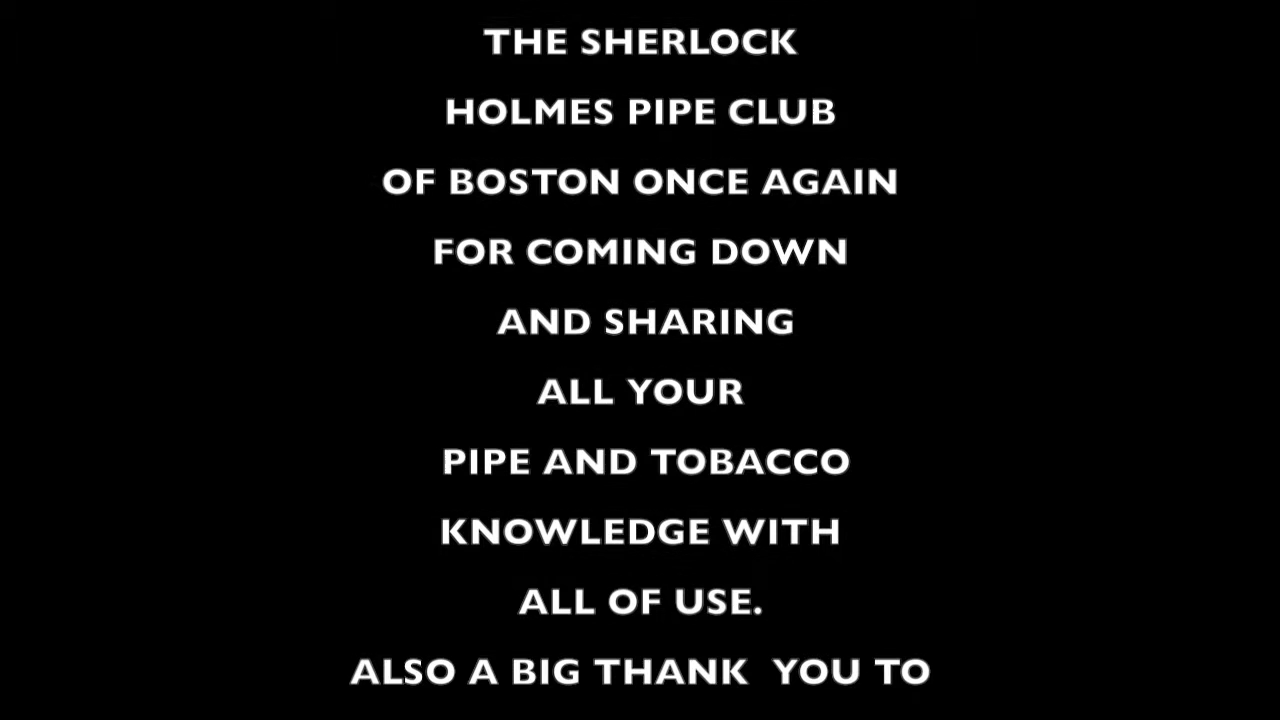 THE SHERLOCK
HOLMES PIPE CLUB
OF BOSTON ONCE AGAIN
FOR COMING DOWN
AND SHARING
ALL YOUR
PIPE AND TOBACCO
KNOWLEDGE WITH
ALL OF USE.
ALSO A BIG THANK  YOU TO